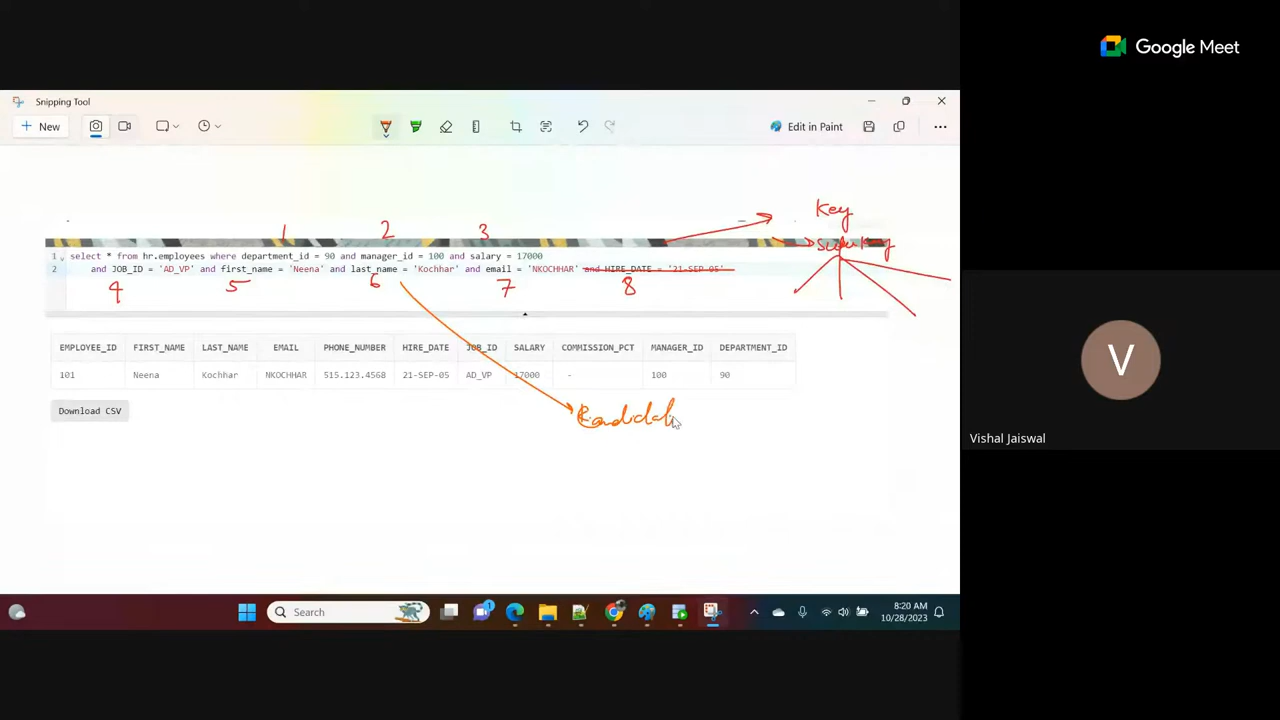 Google Meet
Snipping Tool
New
Edit in Paint
Key
Super key
1 2 3
1 select * from hr.employees where department_id = 90 and manager_id = 100 and salary = 17000
2 and JOB_ID = 'AD_VP' and first_name = 'Neena' and last_name = 'Kochhar' and email = 'NKOCHHAR' and HIRE_DATE = '21-SEP-05'
4 5 6 7 8
EMPLOYEE_ID FIRST_NAME LAST_NAME EMAIL PHONE_NUMBER HIRE_DATE JOB_ID SALARY COMMISSION_PCT MANAGER_ID DEPARTMENT_ID
101 Neena Kochhar NKOCHHAR 515.123.4568 21-SEP-05 AD_VP 17000 - 100 90
Download CSV
V
Vishal Jaiswal
Search
1
8:20 AM
10/28/2023